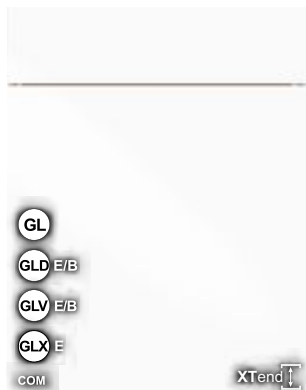 GL
GLD E/B
GLV E/B
GLX E
COM
XTend